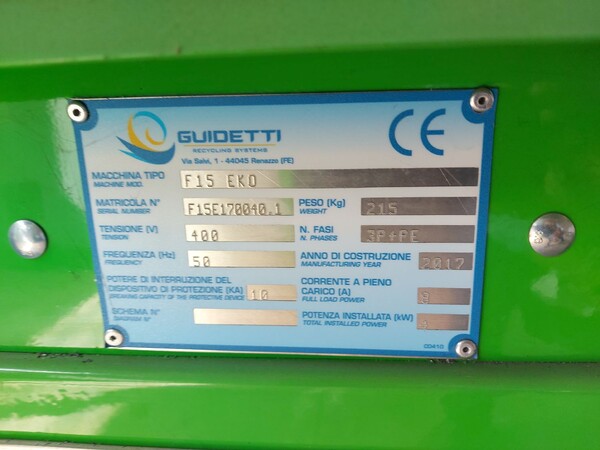 GUIDETTI
RECYCLING SYSTEMS
Via Salvi, 1 - 44045 Renazzo (FE)
CE
MACCHINA TIPO F15 EKO
MACHINE MOD.
MATRICOLA N° F15E170040.1 PESO (Kg) 215
SERIAL NUMBER WEIGHT
TENSIONE (V) 400 N. FASI 3P+PE
TENSION N. PHASES
FREQUENZA (Hz) 50 ANNO DI COSTRUZIONE 2017
FREQUENCY MANUFACTURING YEAR
POTERE DI INTERRUZIONE DEL CORRENTE A PIENO
DISPOSITIVO DI PROTEZIONE (KA) 10 CARICO (A) 9
BREAKING CAPACITY OF THE PROTECTIVE DEVICE FULL LOAD POWER
SCHEMA N° POTENZA INSTALLATA (kW)
DIAGRAM N° TOTAL INSTALLED POWER
00410